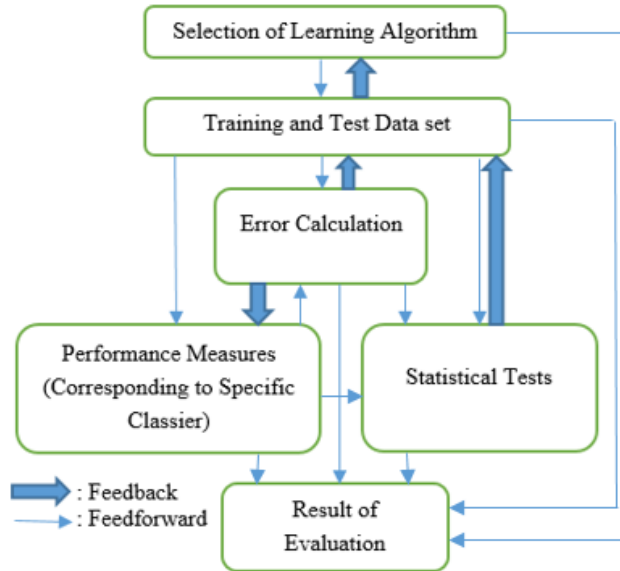 Selection of Learning Algorithm
Training and Test Data set
Error Calculation
Performance Measures
(Corresponding to Specific
Classier)
Statistical Tests
: Feedback
: Feedforward
Result of
Evaluation